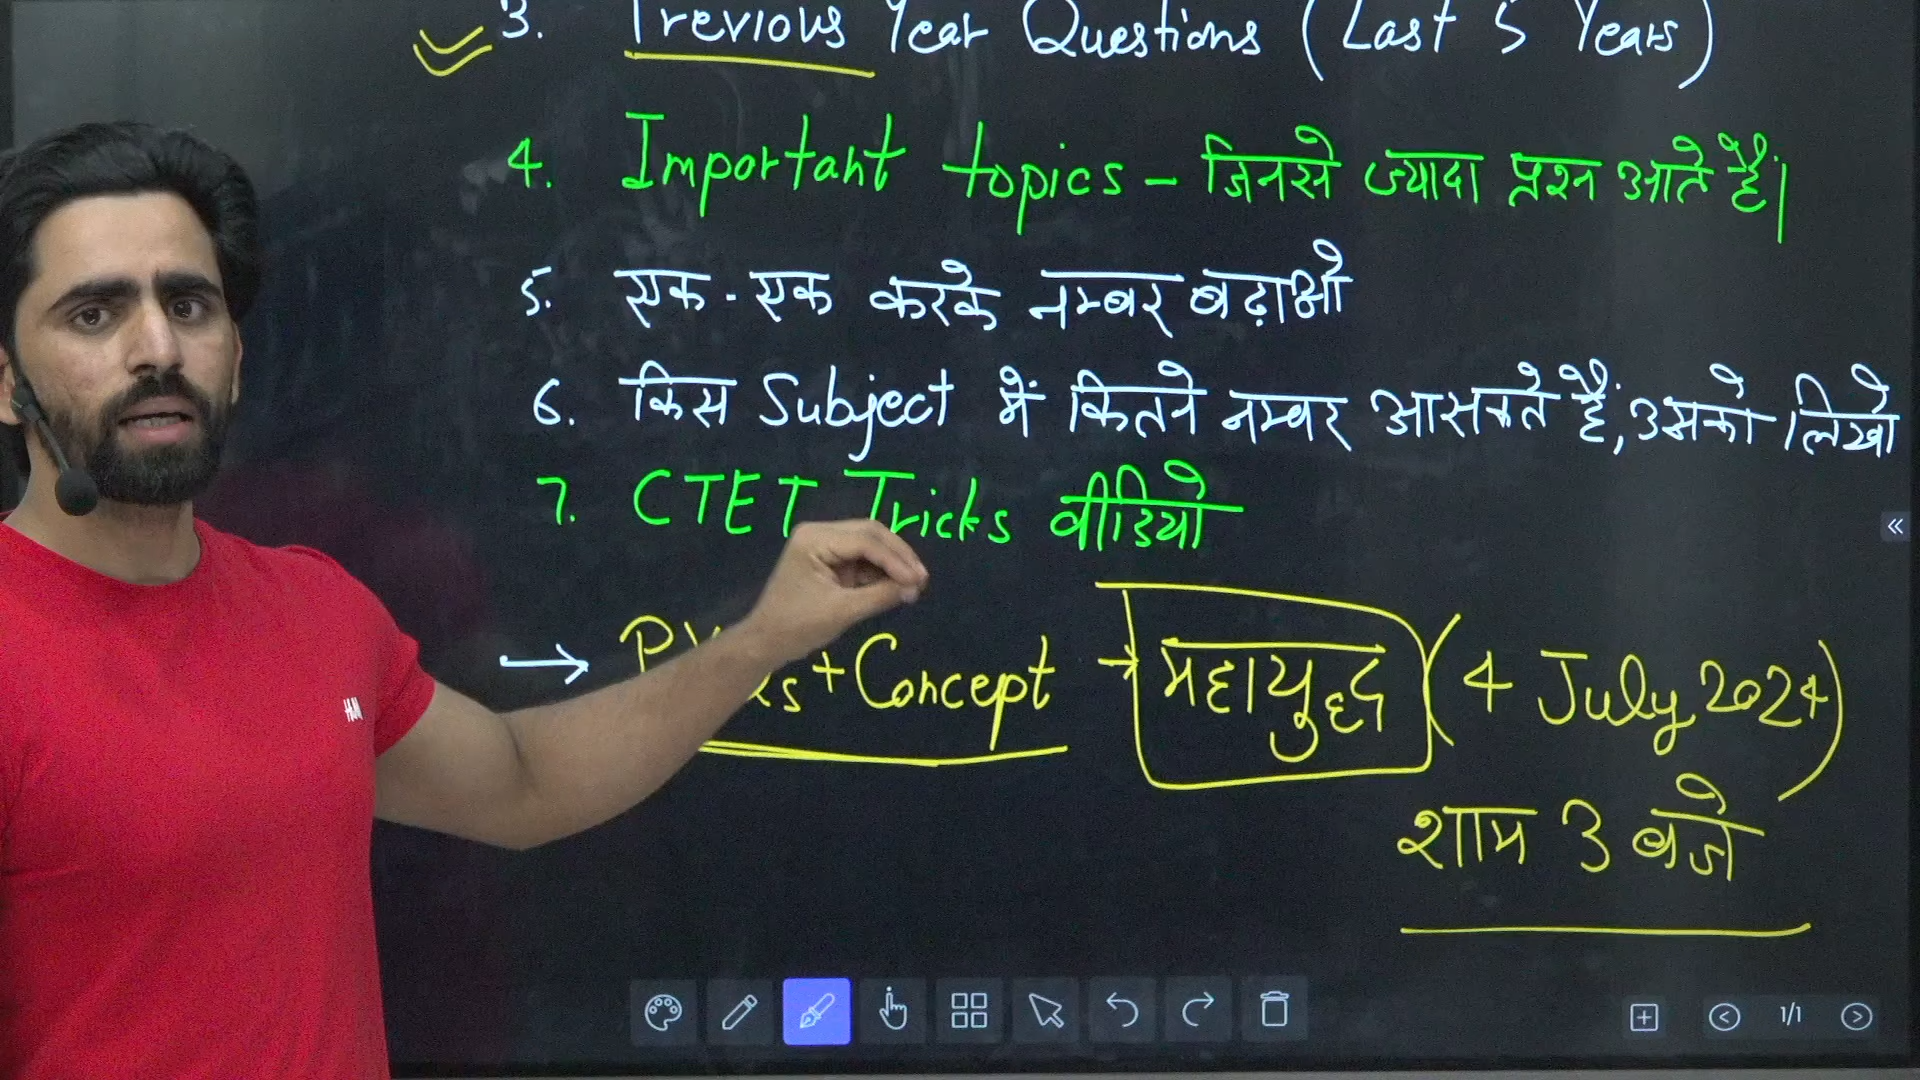 3. Previous Year Questions (Last 5 Years)
4. Important topics - जिनसे ज्यादा प्रश्न आते हैं।
5. एक-एक करके नम्बर बढ़ाओ
6. किस Subject में कितने नम्बर आ सकते हैं, उसको लिखो
7. CTET Tricks वीडियो
→ + Concept → महायुद्ध (4 July 2024)
शाम 3 बजे
H&M
1/1